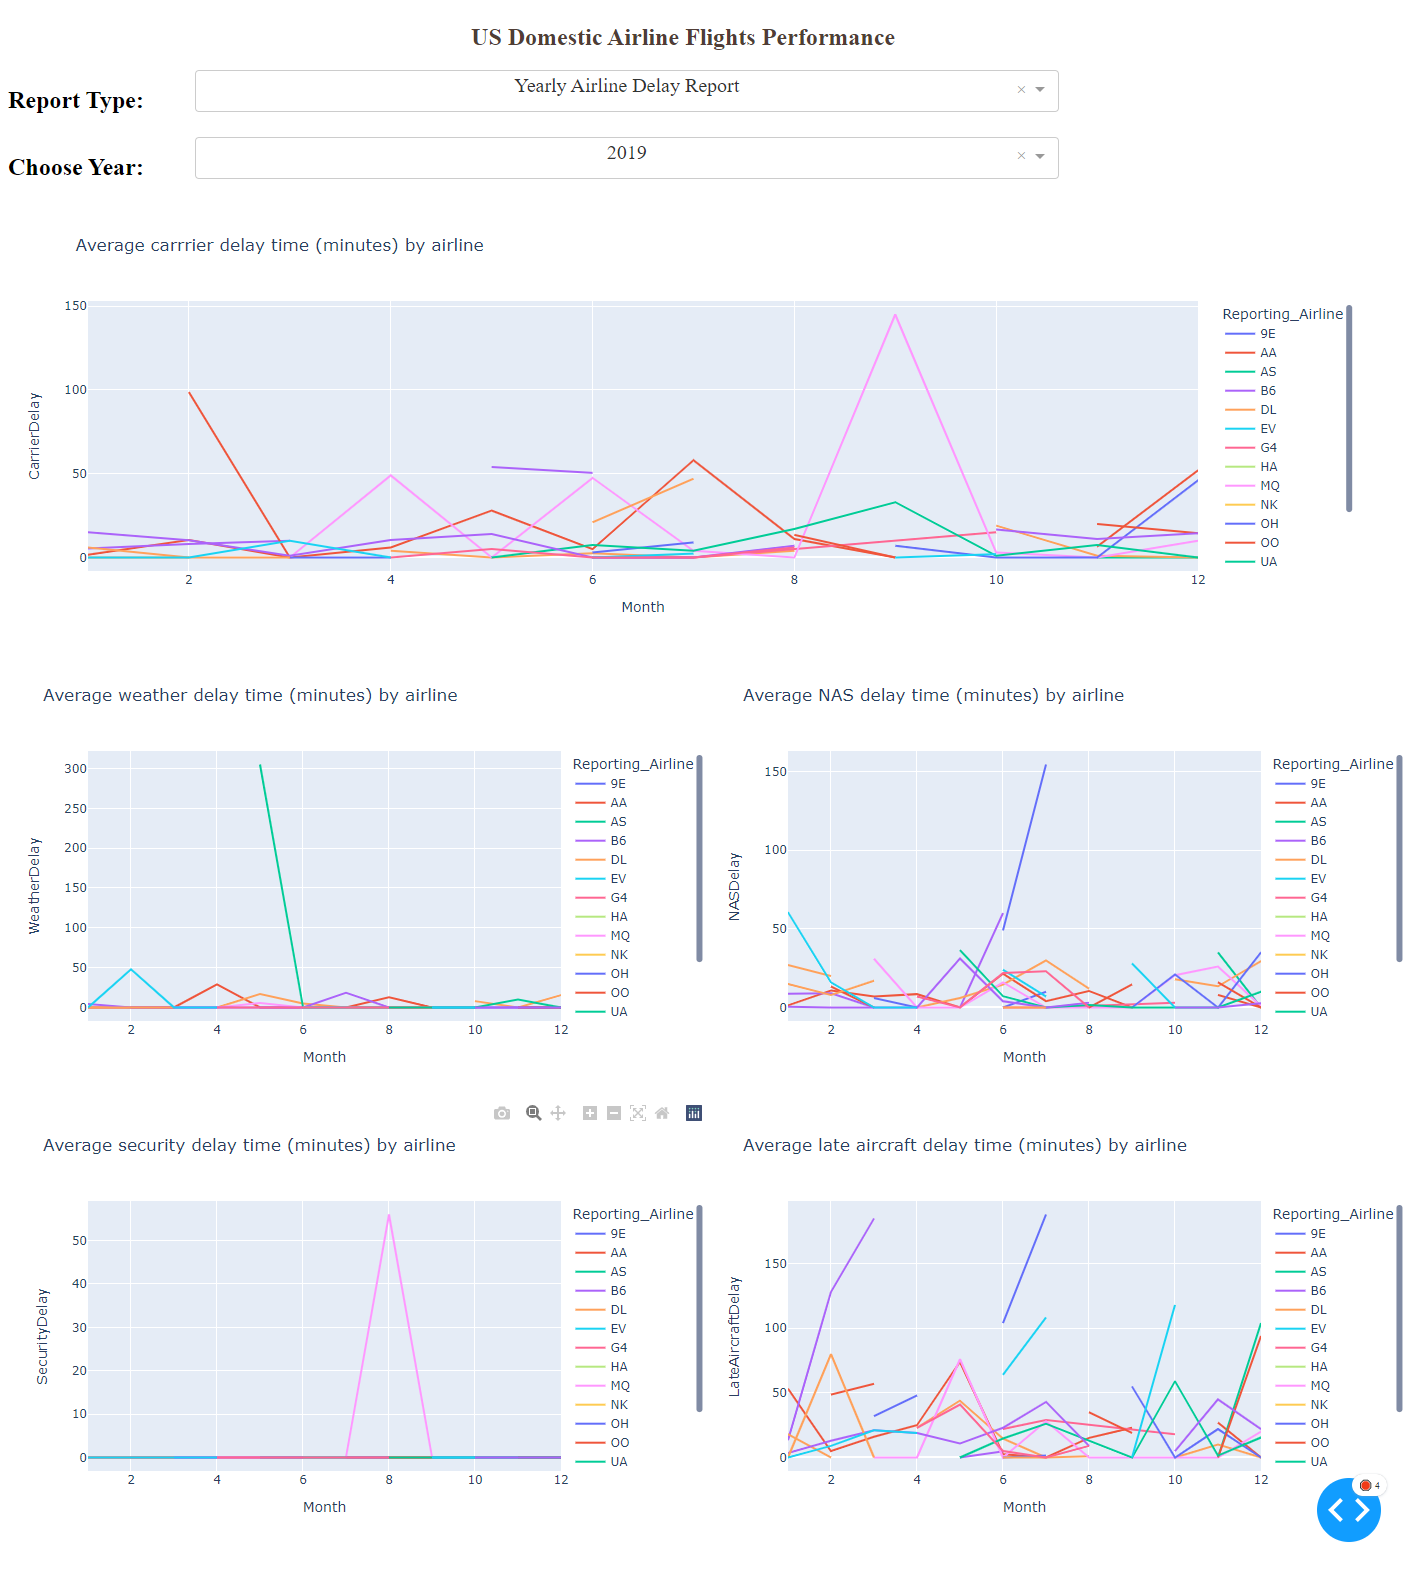 US Domestic Airline Flights Performance
Report Type:
Yearly Airline Delay Report
×
Choose Year:
2019
×
Average carrrier delay time (minutes) by airline
150
100
50
0
CarrierDelay
2 4 6 8 10 12
Month
Reporting_Airline
9E
AA
AS
B6
DL
EV
G4
HA
MQ
NK
OH
OO
UA
Average weather delay time (minutes) by airline
300
250
200
150
100
50
0
WeatherDelay
2 4 6 8 10 12
Month
Reporting_Airline
9E
AA
AS
B6
DL
EV
G4
HA
MQ
NK
OH
OO
UA
Average NAS delay time (minutes) by airline
150
100
50
0
NASDelay
2 4 6 8 10 12
Month
Reporting_Airline
9E
AA
AS
B6
DL
EV
G4
HA
MQ
NK
OH
OO
UA
Average security delay time (minutes) by airline
50
40
30
20
10
0
SecurityDelay
2 4 6 8 10 12
Month
Reporting_Airline
9E
AA
AS
B6
DL
EV
G4
HA
MQ
NK
OH
OO
UA
Average late aircraft delay time (minutes) by airline
150
100
50
0
LateAircraftDelay
2 4 6 8 10 12
Month
Reporting_Airline
9E
AA
AS
B6
DL
EV
G4
HA
MQ
NK
OH
OO
UA
4